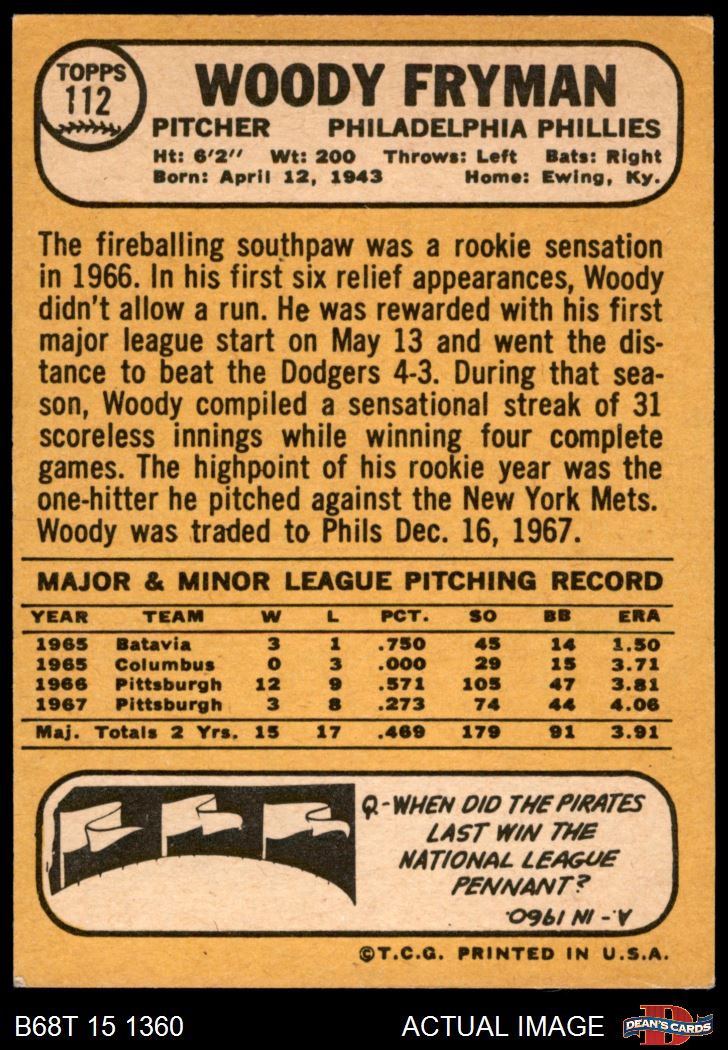 TOPPS
112
WOODY FRYMAN
PITCHER PHILADELPHIA PHILLIES
Ht: 6'2" Wt: 200 Throws: Left Bats: Right
Born: April 12, 1943 Home: Ewing, Ky.
The fireballing southpaw was a rookie sensation
in 1966. In his first six relief appearances, Woody
didn't allow a run. He was rewarded with his first
major league start on May 13 and went the dis-
tance to beat the Dodgers 4-3. During that sea-
son, Woody compiled a sensational streak of 31
scoreless innings while winning four complete
games. The highpoint of his rookie year was the
one-hitter he pitched against the New York Mets.
Woody was traded to Phils Dec. 16, 1967.
MAJOR & MINOR LEAGUE PITCHING RECORD
YEAR TEAM W L PCT. SO BB ERA
1965 Batavia 3 1 .750 45 14 1.50
1965 Columbus 0 3 .000 29 15 3.71
1966 Pittsburgh 12 9 .571 105 47 3.81
1967 Pittsburgh 3 8 .273 74 44 4.06
Maj. Totals 2 Yrs. 15 17 .469 179 91 3.91
Q-WHEN DID THE PIRATES
LAST WIN THE
NATIONAL LEAGUE
PENNANT?
A.- IN 1960.
©T.C.G. PRINTED IN U.S.A.
B68T 15 1360 ACTUAL IMAGE D DEAN'S CARDS